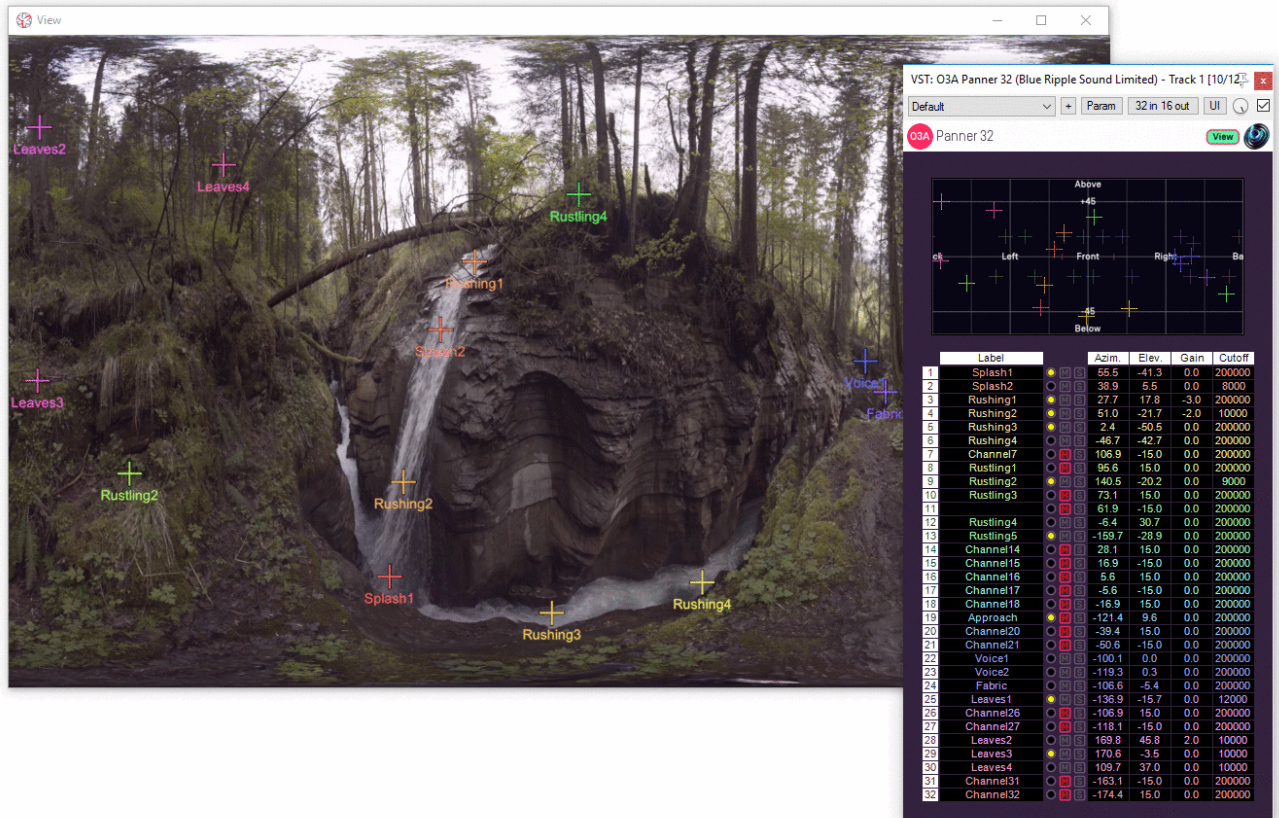 View
Leaves2
Leaves4
Rustling4
Rushing1
Splash2
Leaves3
Rustling2
Rushing2
Splash1
Rushing3
Rushing4
Fabric
VST: O3A Panner 32 (Blue Ripple Sound Limited) - Track 1 [10/12
Default + Param 32 in 16 out UI
O3A Panner 32 View
Above
+45
Left Front Right Ba
-45
Below
Label Azim. Elev. Gain Cutoff
1 Splash1 M S 55.5 -41.3 0.0 200000
2 Splash2 M S 38.9 5.5 0.0 8000
3 Rushing1 M S 27.7 17.8 -3.0 200000
4 Rushing2 M S 51.0 -21.7 -2.0 10000
5 Rushing3 M S 2.4 -50.5 0.0 200000
6 Rushing4 M S -46.7 -42.7 0.0 200000
7 Channel7 M S 106.9 -15.0 0.0 200000
8 Rustling1 M S 95.6 15.0 0.0 200000
9 Rustling2 M S 140.5 -20.2 0.0 9000
10 Rustling3 M S 73.1 15.0 0.0 200000
11 M S 61.9 -15.0 0.0 200000
12 Rustling4 M S -6.4 30.7 0.0 200000
13 Rustling5 M S -159.7 -28.9 0.0 200000
14 Channel14 M S 28.1 15.0 0.0 200000
15 Channel15 M S 16.9 -15.0 0.0 200000
16 Channel16 M S 5.6 15.0 0.0 200000
17 Channel17 M S -5.6 -15.0 0.0 200000
18 Channel18 M S -16.9 15.0 0.0 200000
19 Approach M S -121.4 9.6 0.0 200000
20 Channel20 M S -39.4 15.0 0.0 200000
21 Channel21 M S -50.6 -15.0 0.0 200000
22 Voice1 M S -100.1 0.0 0.0 200000
23 Voice2 M S -119.3 0.3 0.0 200000
24 Fabric M S -106.6 -5.4 0.0 200000
25 Leaves1 M S -136.9 -15.7 0.0 12000
26 Channel26 M S -106.9 15.0 0.0 200000
27 Channel27 M S -118.1 -15.0 0.0 200000
28 Leaves2 M S 169.8 45.8 2.0 10000
29 Leaves3 M S 170.6 -3.5 0.0 10000
30 Leaves4 M S 109.7 37.0 0.0 10000
31 Channel31 M S -163.1 -15.0 0.0 200000
32 Channel32 M S -174.4 15.0 0.0 200000